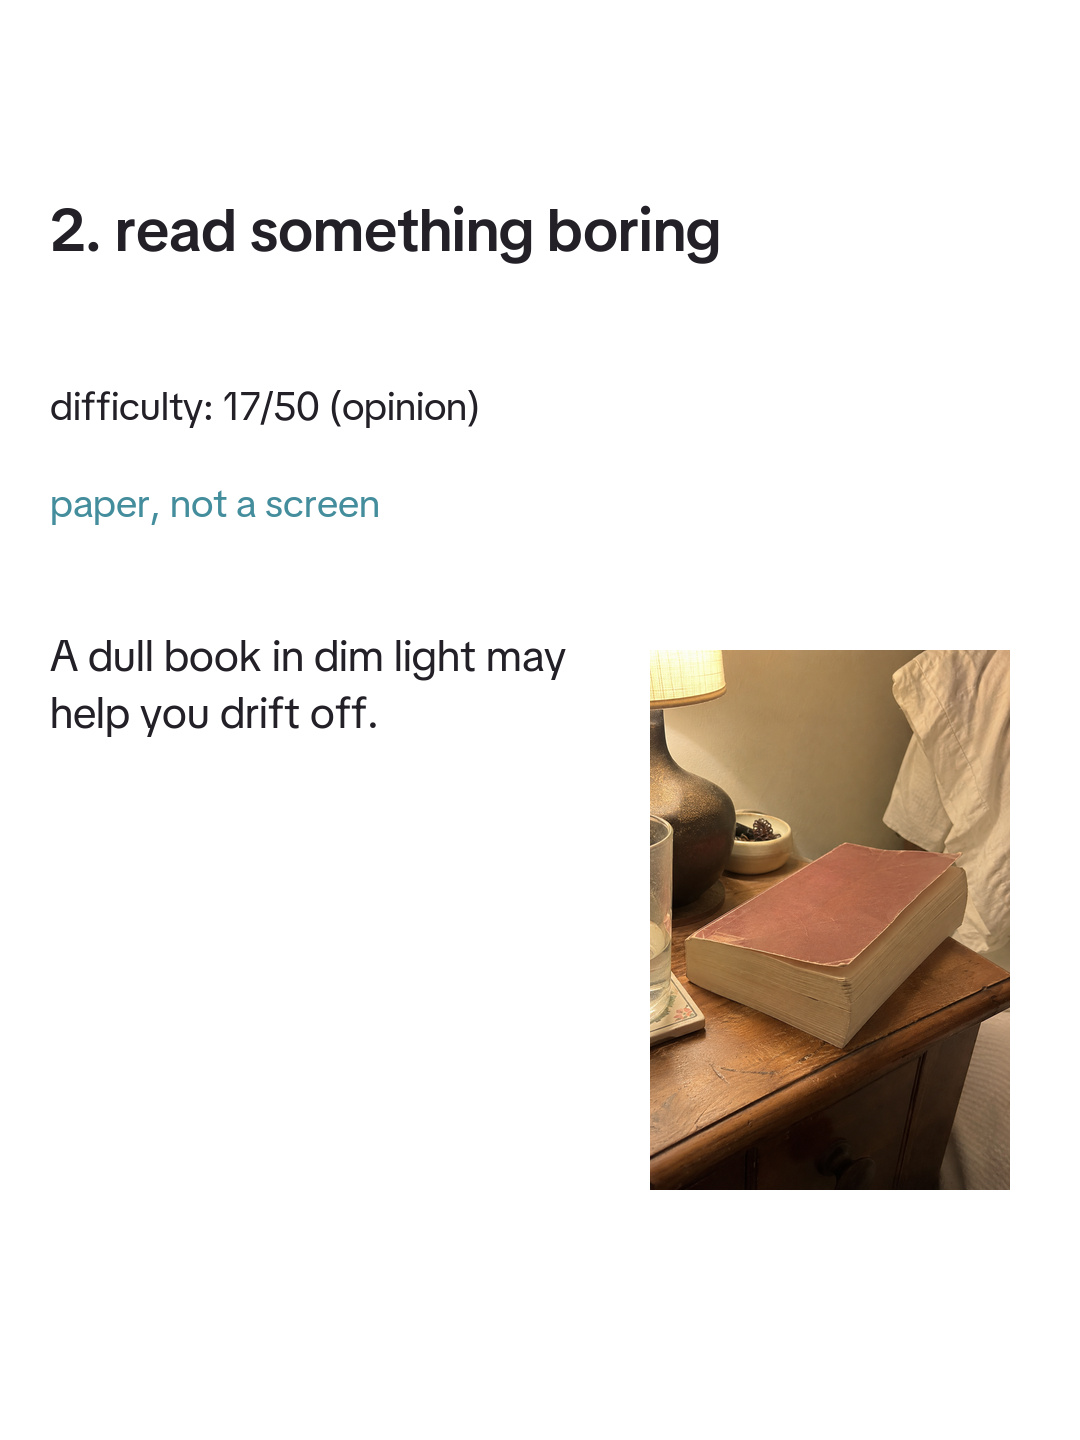 2. read something boring
difficulty: 17/50 (opinion)
paper, not a screen
A dull book in dim light may
help you drift off.